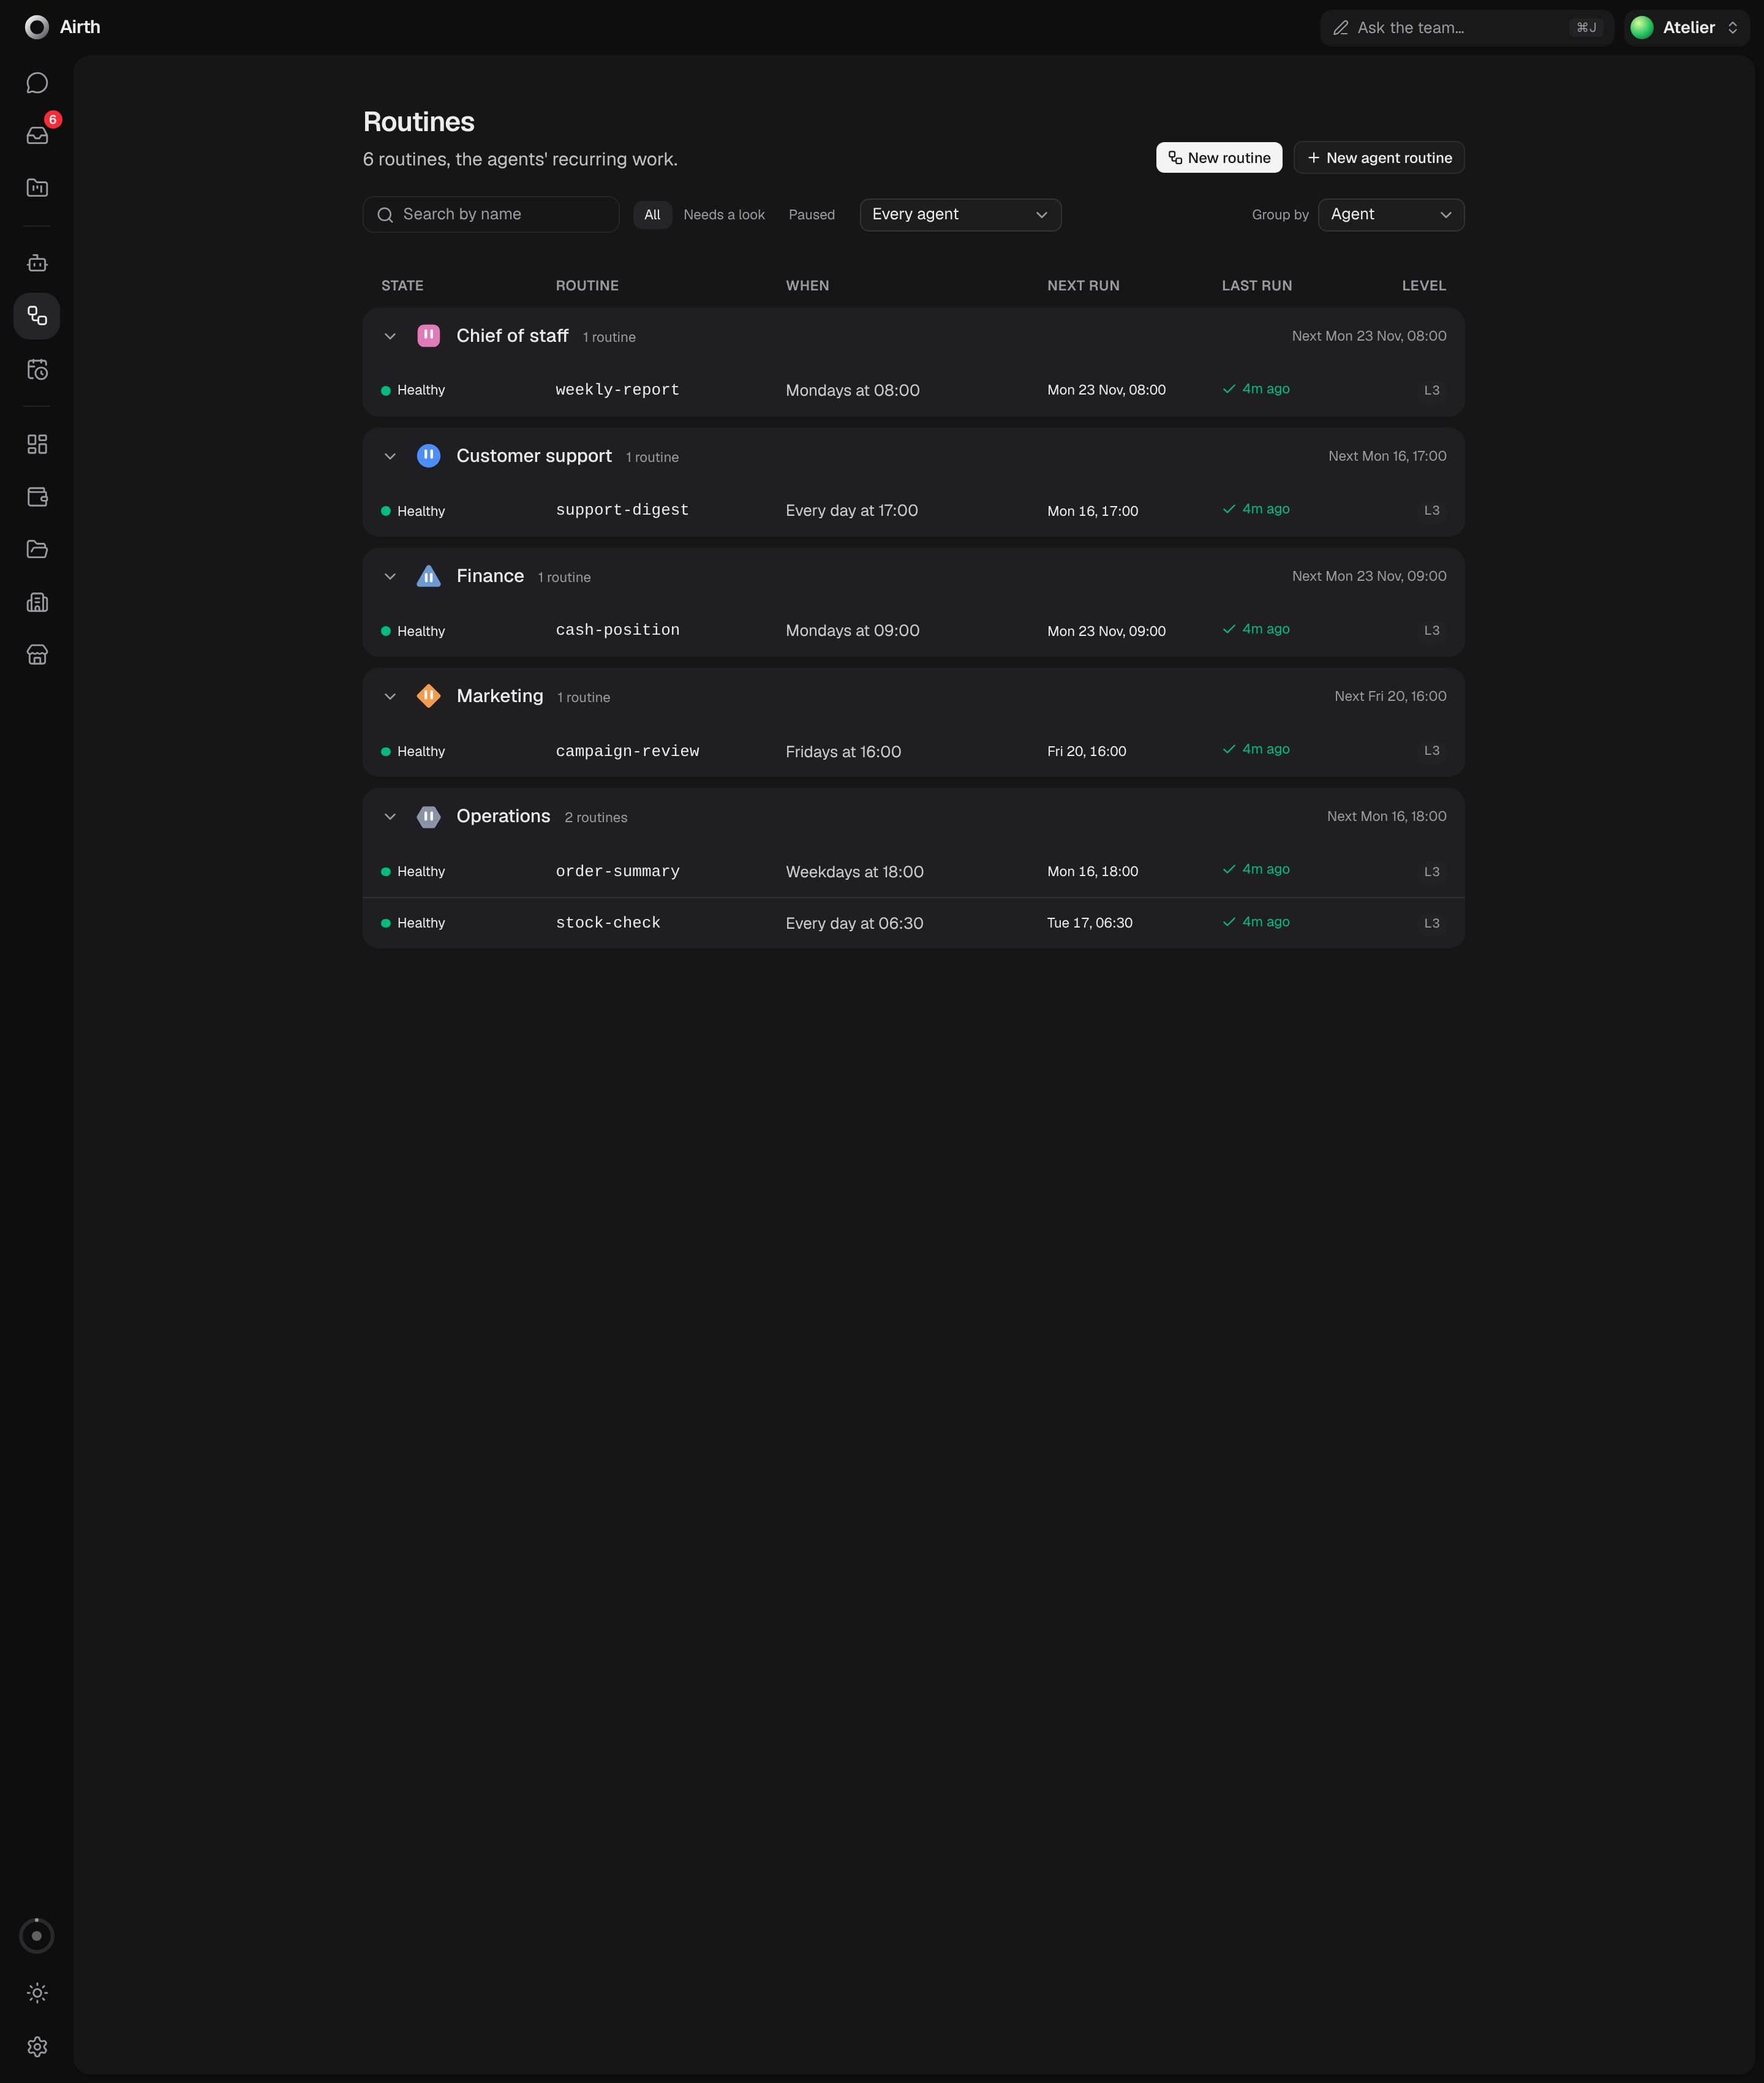 Airth
Ask the team... ⌘J
Atelier
6
Routines
6 routines, the agents' recurring work.
New routine
New agent routine
Search by name
All Needs a look Paused
Every agent
Group by Agent
STATE ROUTINE WHEN NEXT RUN LAST RUN LEVEL
Chief of staff 1 routine Next Mon 23 Nov, 08:00
Healthy weekly-report Mondays at 08:00 Mon 23 Nov, 08:00 4m ago L3
Customer support 1 routine Next Mon 16, 17:00
Healthy support-digest Every day at 17:00 Mon 16, 17:00 4m ago L3
Finance 1 routine Next Mon 23 Nov, 09:00
Healthy cash-position Mondays at 09:00 Mon 23 Nov, 09:00 4m ago L3
Marketing 1 routine Next Fri 20, 16:00
Healthy campaign-review Fridays at 16:00 Fri 20, 16:00 4m ago L3
Operations 2 routines Next Mon 16, 18:00
Healthy order-summary Weekdays at 18:00 Mon 16, 18:00 4m ago L3
Healthy stock-check Every day at 06:30 Tue 17, 06:30 4m ago L3